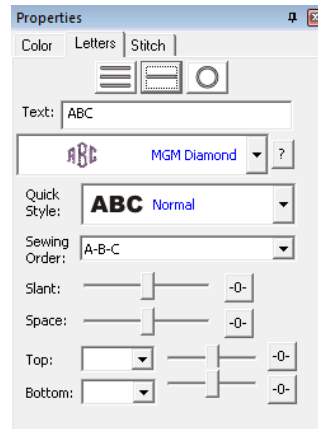 Properties
Color Letters Stitch
Text: ABC
ABC MGM Diamond ?
Quick Style: ABC Normal
Sewing Order: A-B-C
Slant: -0-
Space: -0-
Top: -0-
Bottom: -0-